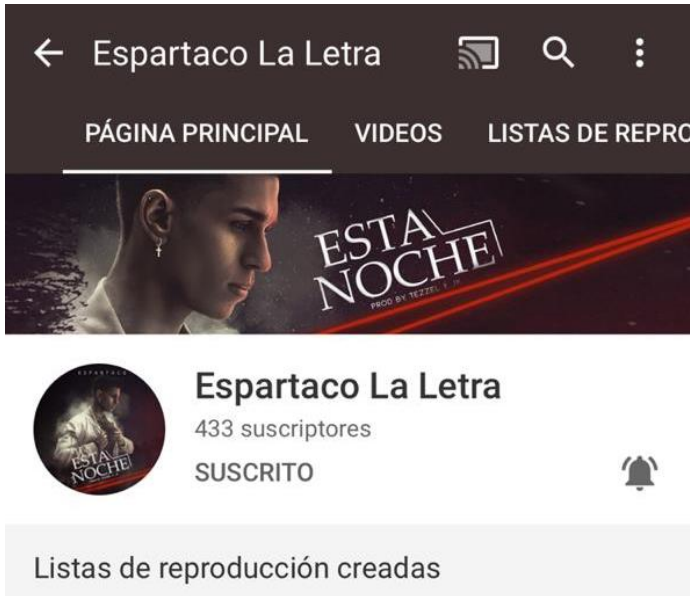 Espartaco La Letra
PÁGINA PRINCIPAL VIDEOS LISTAS DE REPRO
ESTA
NOCHE
PROD BY TEZZEL
Espartaco La Letra
433 suscriptores
SUSCRITO
ESPARTACO
ESTA
NOCHE
Listas de reproducción creadas